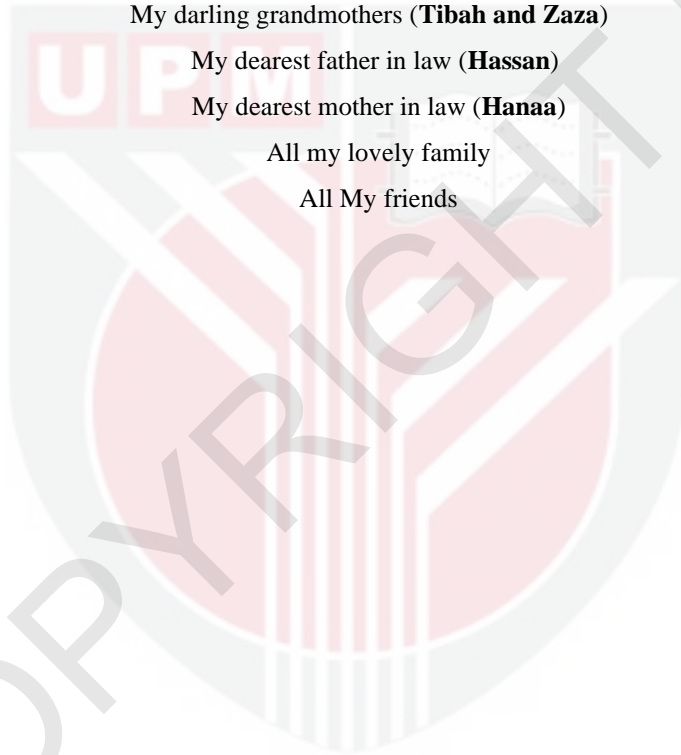 My darling grandmothers (Tibah and Zaza)
My dearest father in law (Hassan)
My dearest mother in law (Hanaa)
All my lovely family
All My friends
UPM
OPYRIGHT